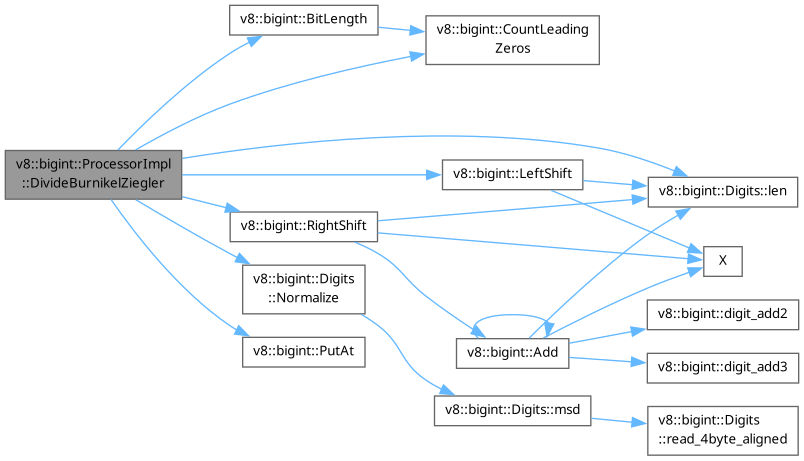 v8::bigint::BitLength
v8::bigint::CountLeading
Zeros
v8::bigint::ProcessorImpl
::DivideBurnikelZiegler
v8::bigint::LeftShift
v8::bigint::Digits::len
v8::bigint::RightShift
X
v8::bigint::Digits
::Normalize
v8::bigint::digit_add2
v8::bigint::PutAt
v8::bigint::Add
v8::bigint::digit_add3
v8::bigint::Digits::msd
v8::bigint::Digits
::read_4byte_aligned